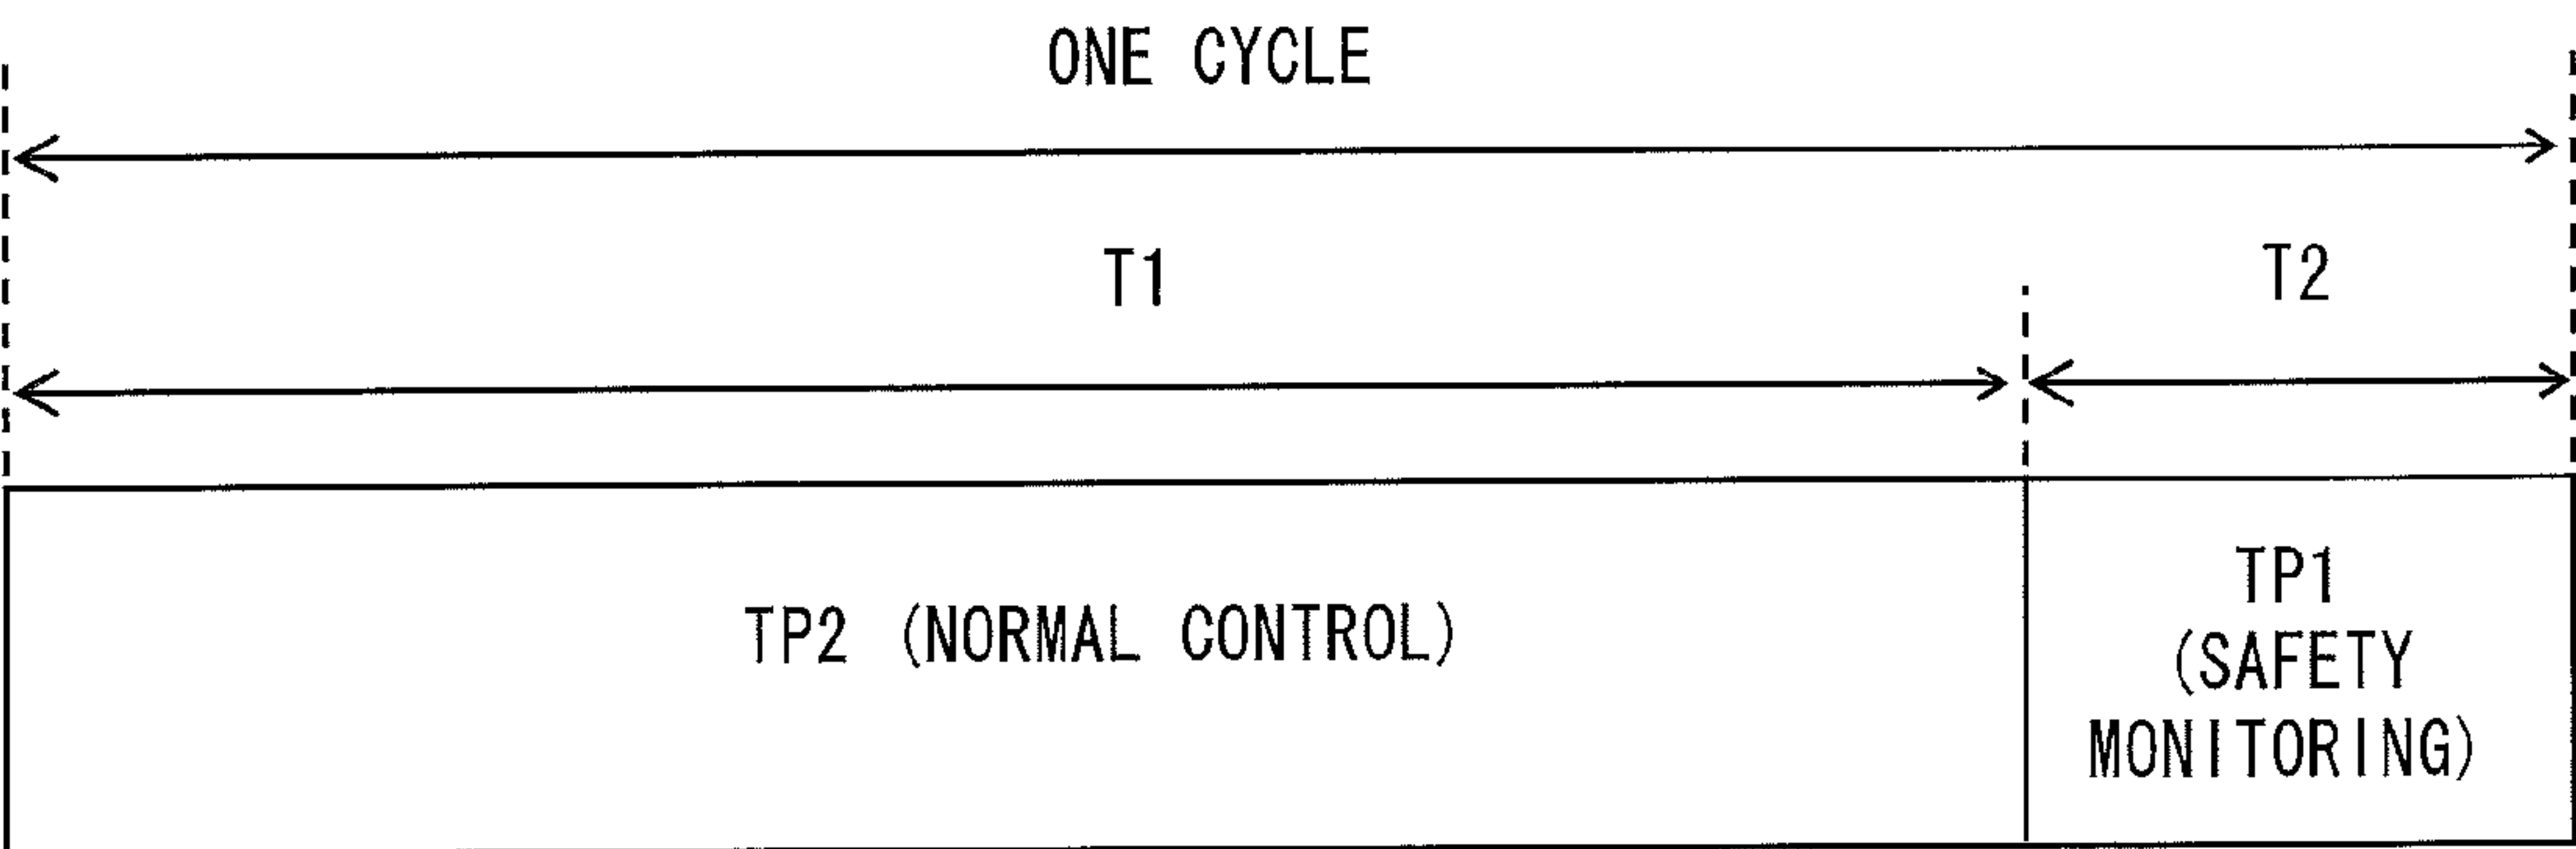 ONE CYCLE
T1
T2
TP2 (NORMAL CONTROL)
TP1
(SAFETY
MONITORING)